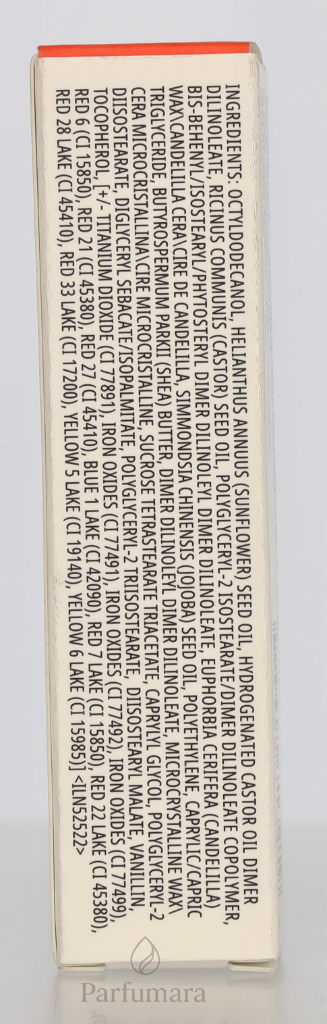 INGREDIENTS: OCTYLDODECANOL, HELIANTHUS ANNUUS (SUNFLOWER) SEED OIL, HYDROGENATED CASTOR OIL DIMER
DILINOLEATE, RICINUS COMMUNIS (CASTOR) SEED OIL, POLYGLYCERYL-2 ISOSTEARATE/DIMER DILINOLEATE COPOLYMER,
BIS-BEHENYL/ISOSTEARYL/PHYTOSTERYL DIMER DILINOLEYL DIMER DILINOLEATE, EUPHORBIA CERIFERA (CANDELILLA)
WAX\CANDELILLA CERA\CIRE DE CANDELILLA, SIMMONDSIA CHINENSIS (JOJOBA) SEED OIL, POLYETHYLENE, CAPRYLIC/CAPRIC
TRIGLYCERIDE, BUTYROSPERMUM PARKII (SHEA) BUTTER, DIMER DILINOLEYL DIMER DILINOLEATE, MICROCRYSTALLINE WAX\
CERA MICROCRISTALLINA\CIRE MICROCRISTALLINE, SUCROSE TETRASTEARATE TRIACETATE, CAPRYLYL GLYCOL, POLYGLYCERYL-2
DIISOSTEARATE, DIGLYCERYL SEBACATE/ISOPALMITATE, POLYGLYCERYL-2 TRIISOSTEARATE, DIISOSTEARYL MALATE, VANILLIN,
TOCOPHEROL, [+/- TITANIUM DIOXIDE (CI 77891), IRON OXIDES (CI 77491), IRON OXIDES (CI 77492), IRON OXIDES (CI 77499),
RED 6 (CI 15850), RED 21 (CI 45380), RED 27 (CI 45410), BLUE 1 LAKE (CI 42090), RED 7 LAKE (CI 15850), RED 22 LAKE (CI 45380),
RED 28 LAKE (CI 45410), RED 33 LAKE (CI 17200), YELLOW 5 LAKE (CI 19140), YELLOW 6 LAKE (CI 15985)] <ILN52522>
Parfumara